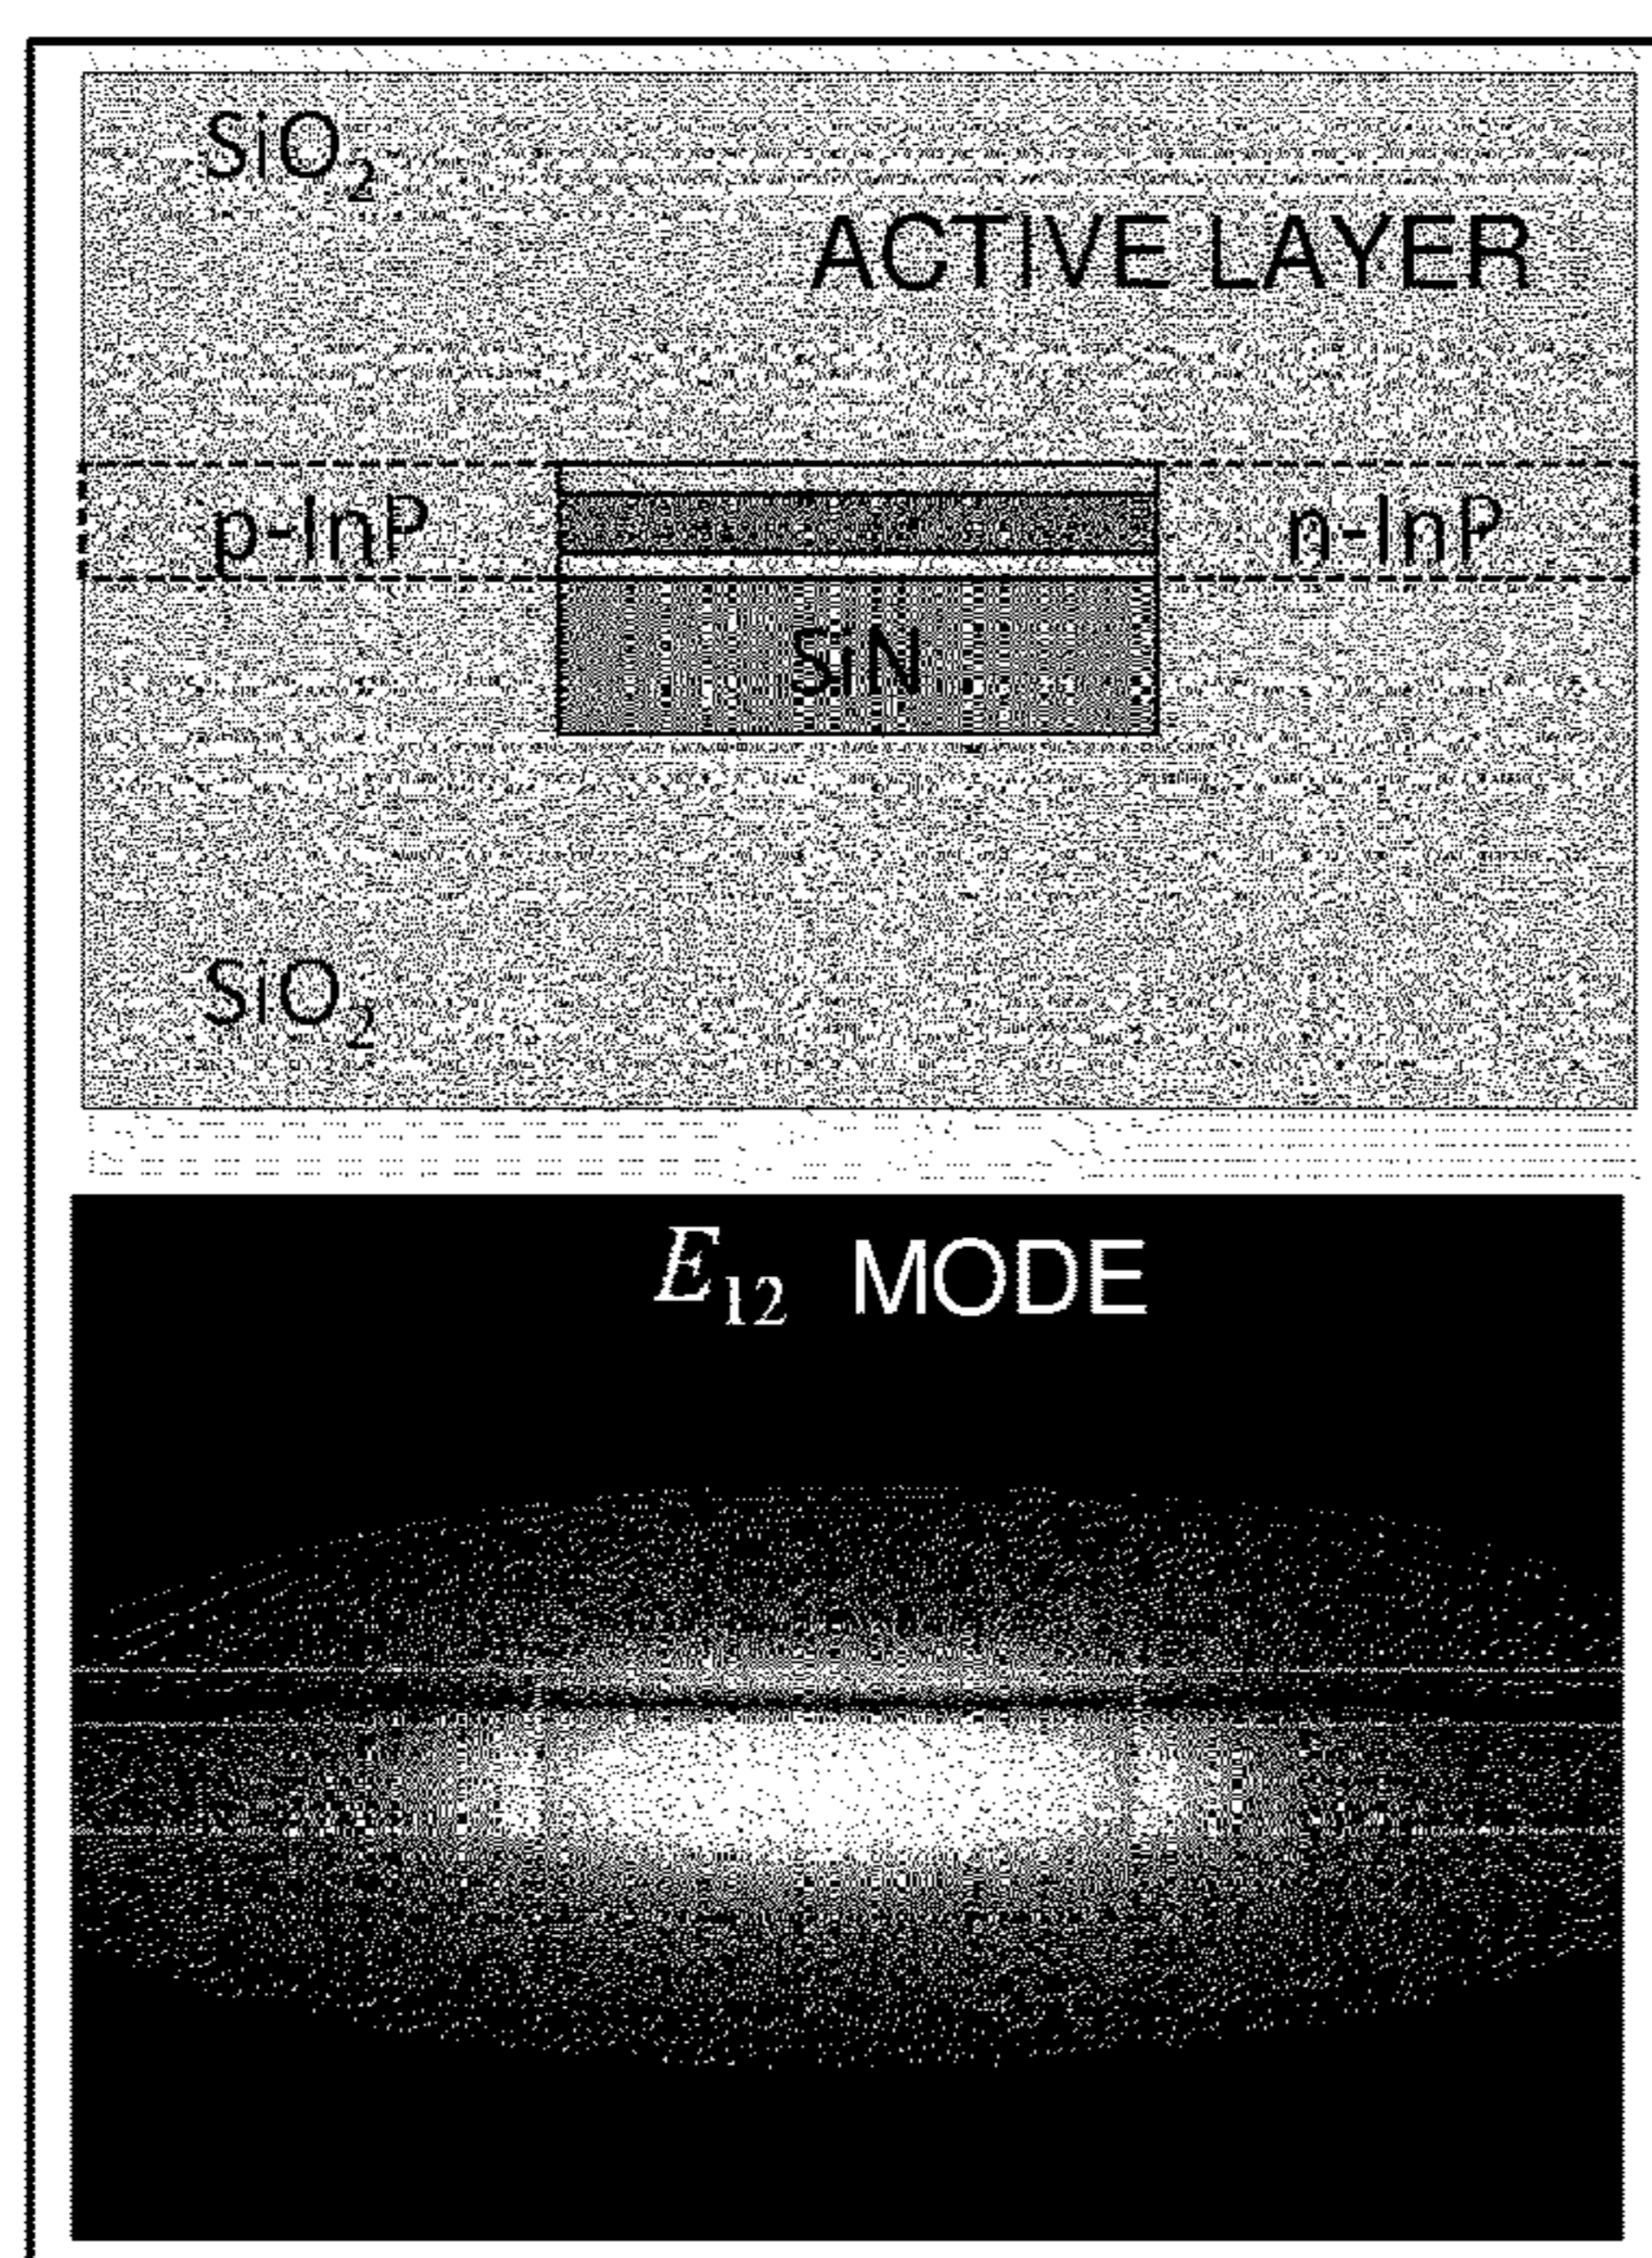 SiO₂
ACTIVE LAYER
p-InP
n-InP
SiN
SiO₂
E₁₂ MODE